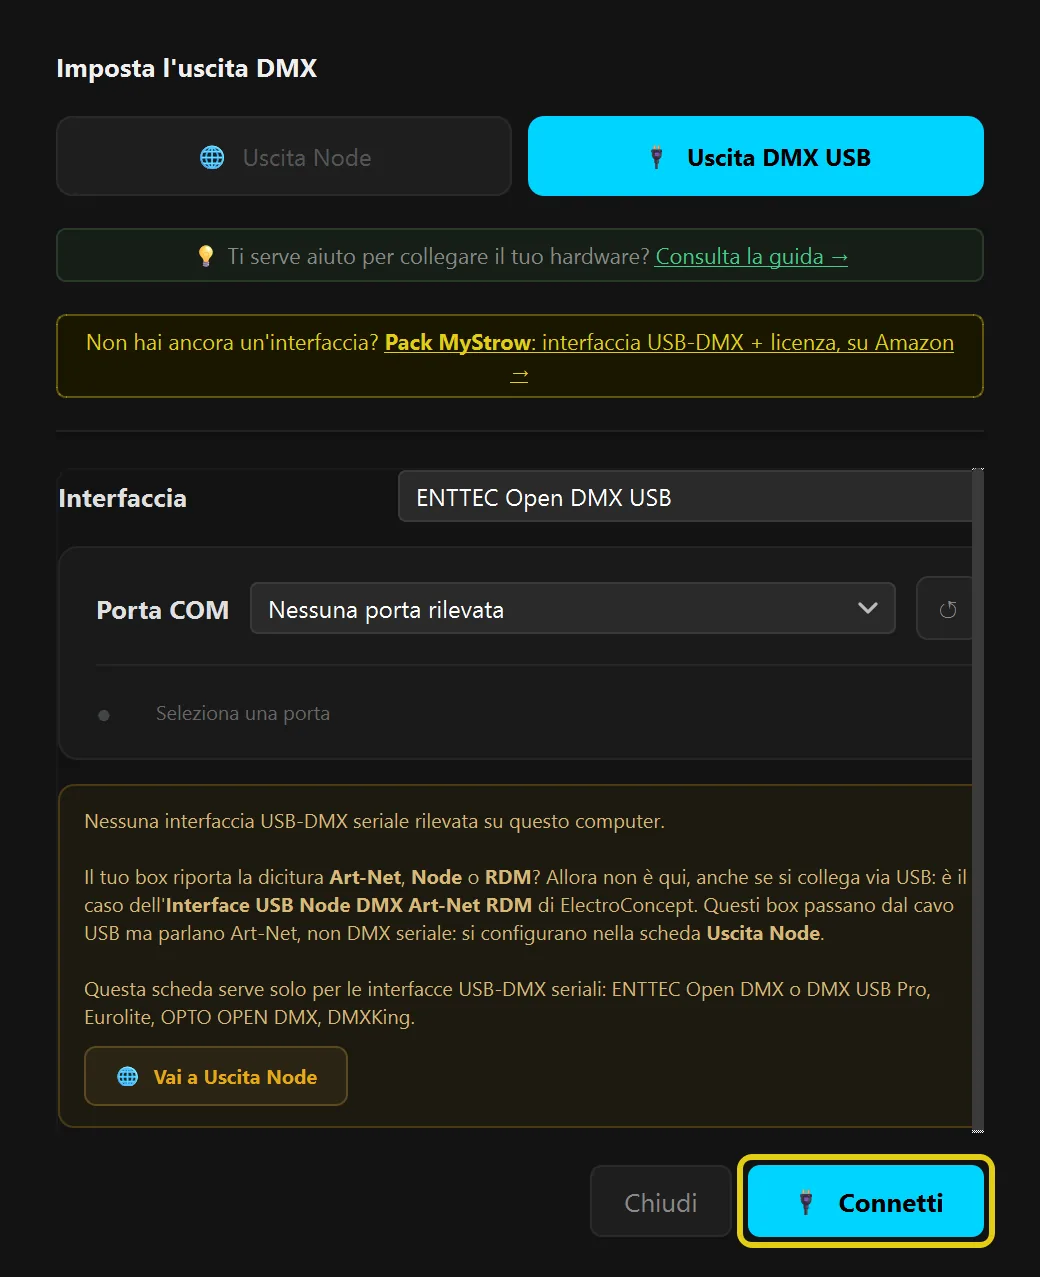 Imposta l'uscita DMX
Uscita Node
Uscita DMX USB
Ti serve aiuto per collegare il tuo hardware? Consulta la guida →
Non hai ancora un'interfaccia? Pack MyStrow: interfaccia USB-DMX + licenza, su Amazon
→
Interfaccia
ENTTEC Open DMX USB
Porta COM
Nessuna porta rilevata
Seleziona una porta
Nessuna interfaccia USB-DMX seriale rilevata su questo computer.
Il tuo box riporta la dicitura Art-Net, Node o RDM? Allora non è qui, anche se si collega via USB: è il
caso dell'Interface USB Node DMX Art-Net RDM di ElectroConcept. Questi box passano dal cavo
USB ma parlano Art-Net, non DMX seriale: si configurano nella scheda Uscita Node.
Questa scheda serve solo per le interfacce USB-DMX seriali: ENTTEC Open DMX o DMX USB Pro,
Eurolite, OPTO OPEN DMX, DMXKing.
Vai a Uscita Node
Chiudi
Connetti